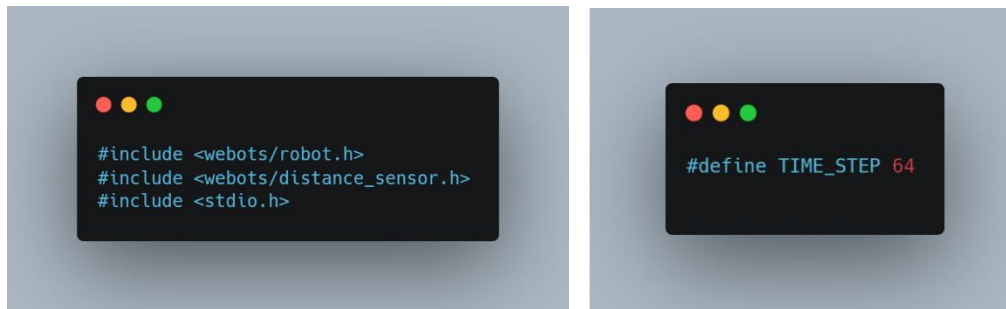 #include <webots/robot.h>
#include <webots/distance_sensor.h>
#include <stdio.h>
#define TIME_STEP 64